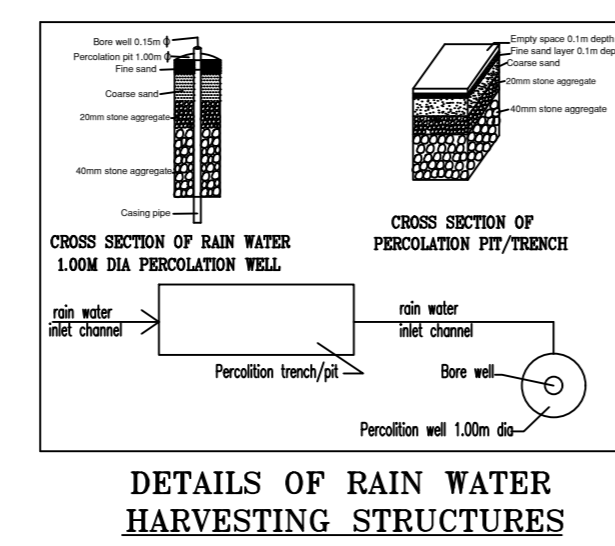 Bore well 0.15m ϕ
Percolation pit 1.00m ϕ
Fine sand
Coarse sand
20mm stone aggregate
40mm stone aggregate
Casing pipe
CROSS SECTION OF RAIN WATER
1.00M DIA PERCOLATION WELL
Empty space 0.1m depth
Fine sand layer 0.1m dep
Coarse sand
20mm stone aggregate
40mm stone aggregate
CROSS SECTION OF
PERCOLATION PIT/TRENCH
rain water
inlet channel
Percolition trench/pit
rain water
inlet channel
Bore well
Percolition well 1.00m dia
DETAILS OF RAIN WATER
HARVESTING STRUCTURES